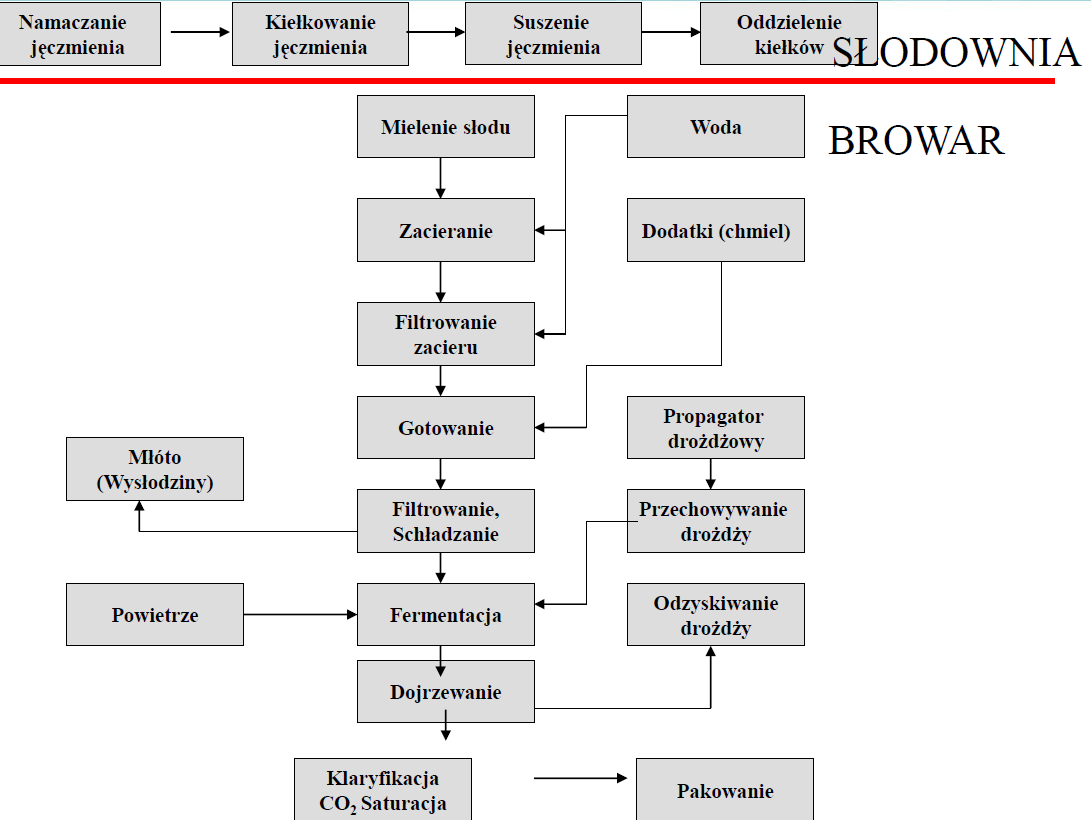 Namaczanie
jęczmienia
Kiełkowanie
jęczmienia
Suszenie
jęczmienia
Oddzielenie
kiełków
SŁODOWNIA
Mielenie słodu
Woda
BROWAR
Zacieranie
Dodatki (chmiel)
Filtrowanie
zacieru
Gotowanie
Propagator
drożdżowy
Młóto
(Wysłodziny)
Filtrowanie,
Schładzanie
Przechowywanie
drożdży
Powietrze
Fermentacja
Odzyskiwanie
drożdży
Dojrzewanie
Klaryfikacja
CO₂ Saturacja
Pakowanie